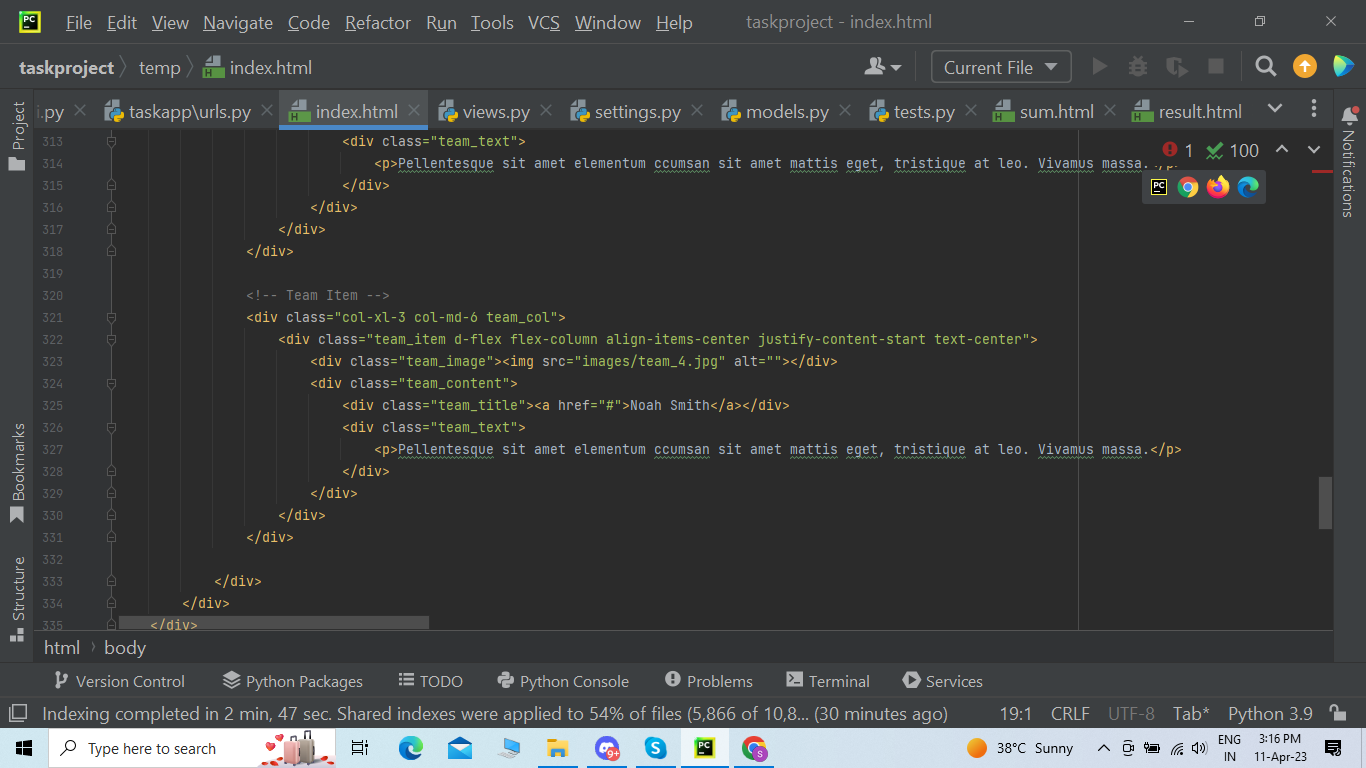 PC File Edit View Navigate Code Refactor Run Tools VCS Window Help taskproject - index.html
taskproject temp index.html Current File
i.py taskapp\urls.py index.html views.py settings.py models.py tests.py sum.html result.html
Project
Bookmarks
Structure
Notifications
1 100
313 <div class="team_text">
314 <p>Pellentesque sit amet elementum ccumsan sit amet mattis eget, tristique at leo. Vivamus massa.</p>
315 </div>
316 </div>
317 </div>
318 </div>
319
320 <!-- Team Item -->
321 <div class="col-xl-3 col-md-6 team_col">
322 <div class="team_item d-flex flex-column align-items-center justify-content-start text-center">
323 <div class="team_image"><img src="images/team_4.jpg" alt=""></div>
324 <div class="team_content">
325 <div class="team_title"><a href="#">Noah Smith</a></div>
326 <div class="team_text">
327 <p>Pellentesque sit amet elementum ccumsan sit amet mattis eget, tristique at leo. Vivamus massa.</p>
328 </div>
329 </div>
330 </div>
331 </div>
332
333 </div>
334 </div>
335 </div>
html body
Version Control Python Packages TODO Python Console Problems Terminal Services
Indexing completed in 2 min, 47 sec. Shared indexes were applied to 54% of files (5,866 of 10,8... (30 minutes ago) 19:1 CRLF UTF-8 Tab* Python 3.9
Type here to search 9+ S PC S 38°C Sunny ENG 3:16 PM
IN 11-Apr-23